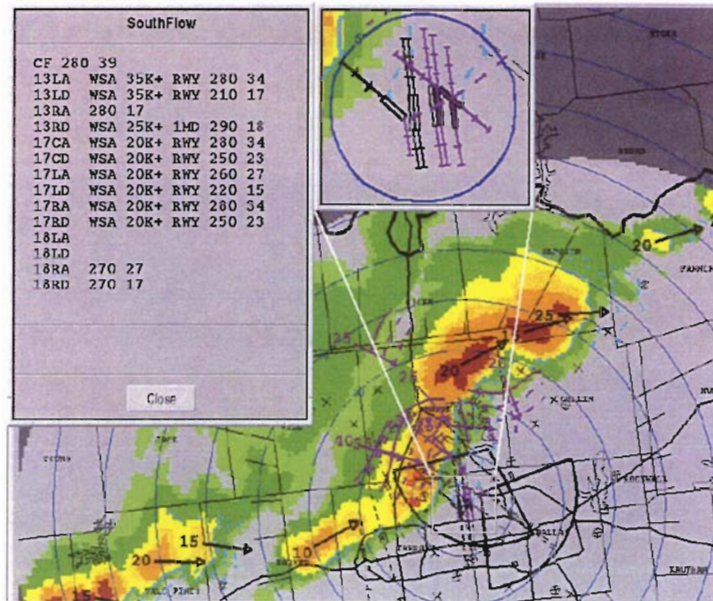 SouthFlow
CF 280 39
13LA WSA 35K+ RWY 280 34
13LD WSA 35K+ RWY 210 17
13RA 280 17
13RD WSA 25K+ 1MD 290 18
17CA WSA 20K+ RWY 280 34
17CD WSA 20K+ RWY 250 23
17LA WSA 20K+ RWY 260 27
17LD WSA 20K+ RWY 220 15
17RA WSA 20K+ RWY 280 34
17RD WSA 20K+ RWY 250 23
18LA
18LD
18RA 270 27
18RD 270 17
Close
20
25
20
COLLIN
10
15
20
15